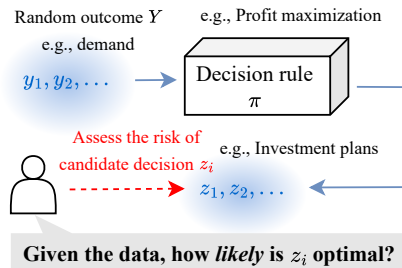 Random outcome Y
e.g., demand
y₁, y₂, . . .
e.g., Profit maximization
Decision rule
π
Assess the risk of
candidate decision zᵢ
e.g., Investment plans
z₁, z₂, . . .
Given the data, how likely is zᵢ optimal?